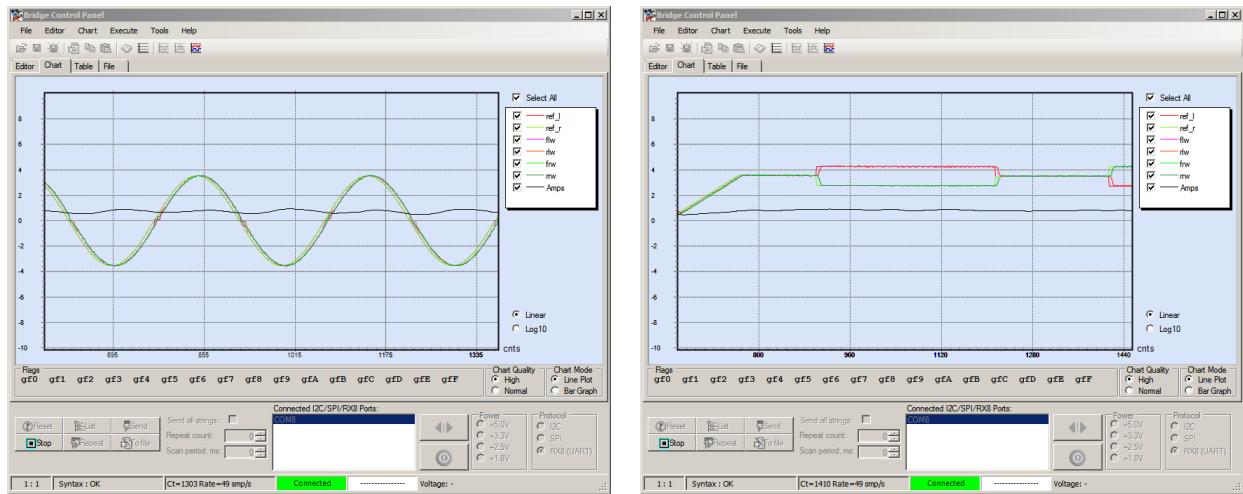 Bridge Control Panel
File Editor Chart Execute Tools Help
Editor Chart Table File
8
6
4
2
0
-2
-4
-6
-8
-10
695 855 1015 1175 1335 cnts
Select All
ref_l
ref_r
flw
rlw
frw
rrw
Amps
Linear
Log10
Flags
gf0 gf1 gf2 gf3 gf4 gf5 gf6 gf7 gf8 gf9 gfA gfB gfC gfD gfE gfF
Chart Quality
High
Normal
Chart Mode
Line Plot
Bar Graph
Reset List Send
Stop Repeat To file
Send all strings:
Repeat count: 0
Scan period, ms: 0
Connected I2C/SPI/RX8 Ports:
COM8
Power
+5.0V
+3.3V
+2.5V
+1.8V
Protocol
I2C
SPI
RX8 (UART)
1 : 1 Syntax : OK Ct=1303 Rate=49 smp/s Connected Voltage: -
Bridge Control Panel
File Editor Chart Execute Tools Help
Editor Chart Table File
8
6
4
2
0
-2
-4
-6
-8
-10
800 960 1120 1280 1440 cnts
Select All
ref_l
ref_r
flw
rlw
frw
rrw
Amps
Linear
Log10
Flags
gf0 gf1 gf2 gf3 gf4 gf5 gf6 gf7 gf8 gf9 gfA gfB gfC gfD gfE gfF
Chart Quality
High
Normal
Chart Mode
Line Plot
Bar Graph
Reset List Send
Stop Repeat To file
Send all strings:
Repeat count: 0
Scan period, ms: 0
Connected I2C/SPI/RX8 Ports:
COM8
Power
+5.0V
+3.3V
+2.5V
+1.8V
Protocol
I2C
SPI
RX8 (UART)
1 : 1 Syntax : OK Ct=1410 Rate=49 smp/s Connected Voltage: -